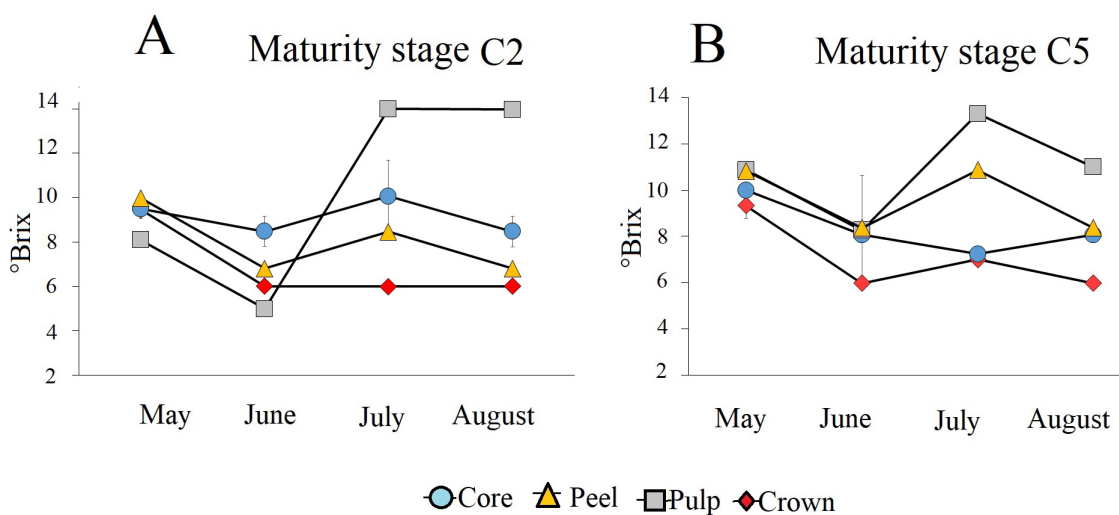 A
Maturity stage C2
14
12
10
8
6
4
2
°Brix
May June July August
B
Maturity stage C5
14
12
10
8
6
4
2
°Brix
May June July August
Core Peel Pulp Crown